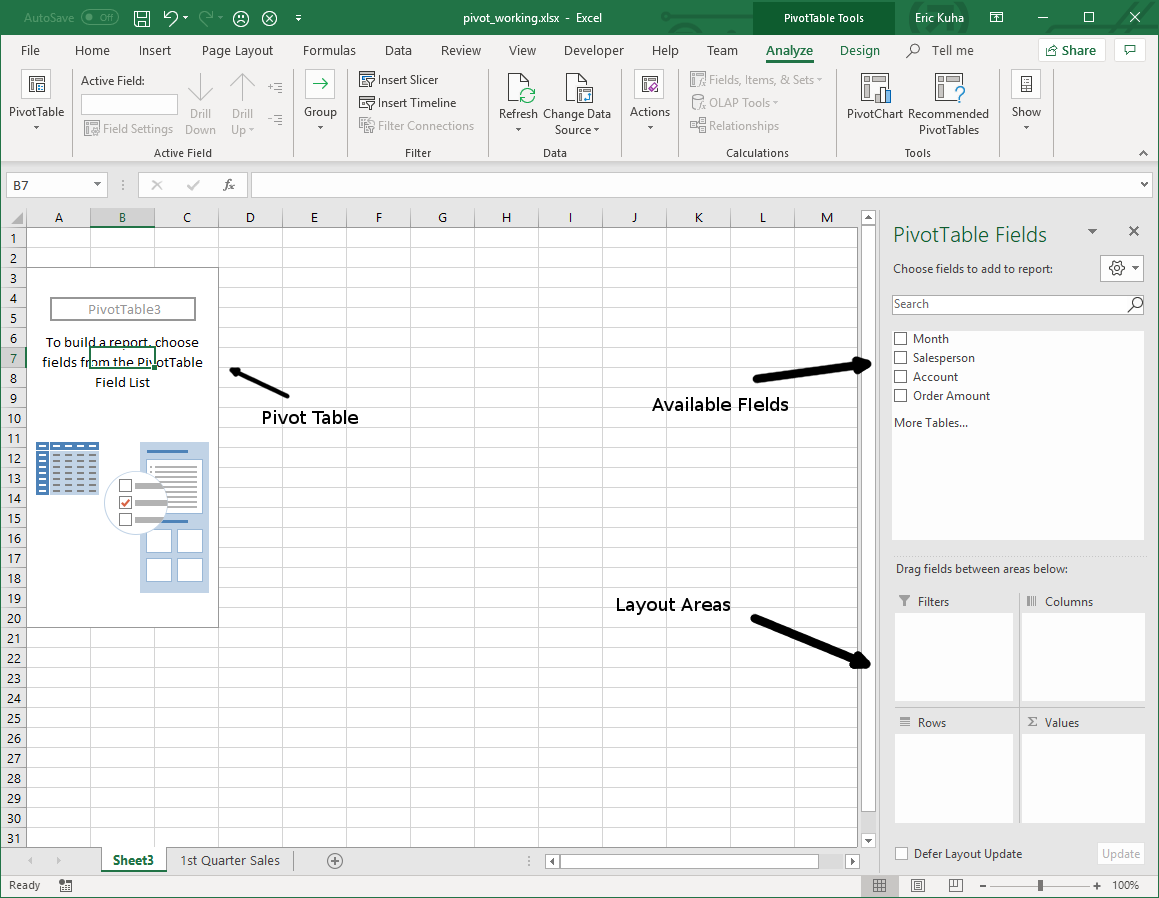 AutoSave Off pivot_working.xlsx - Excel PivotTable Tools Eric Kuha
File Home Insert Page Layout Formulas Data Review View Developer Help Team Analyze Design Tell me Share
PivotTable
Active Field:
Field Settings
Drill
Down
Drill
Up
Active Field
Group
Insert Slicer
Insert Timeline
Filter Connections
Filter
Refresh
Change Data
Source
Data
Actions
Fields, Items, & Sets
OLAP Tools
Relationships
Calculations
PivotChart
Recommended
PivotTables
Tools
Show
B7 fx
A B C D E F G H I J K L M
1
2
3
4
5
6
7
8
9
10
11
12
13
14
15
16
17
18
19
20
21
22
23
24
25
26
27
28
29
30
31
PivotTable3
To build a report, choose
fields from the PivotTable
Field List
Pivot Table
Available FIelds
Layout Areas
PivotTable Fields
Choose fields to add to report:
Search
Month
Salesperson
Account
Order Amount
More Tables...
Drag fields between areas below:
Filters Columns
Rows Σ Values
Defer Layout Update Update
Sheet3 1st Quarter Sales
Ready 100%